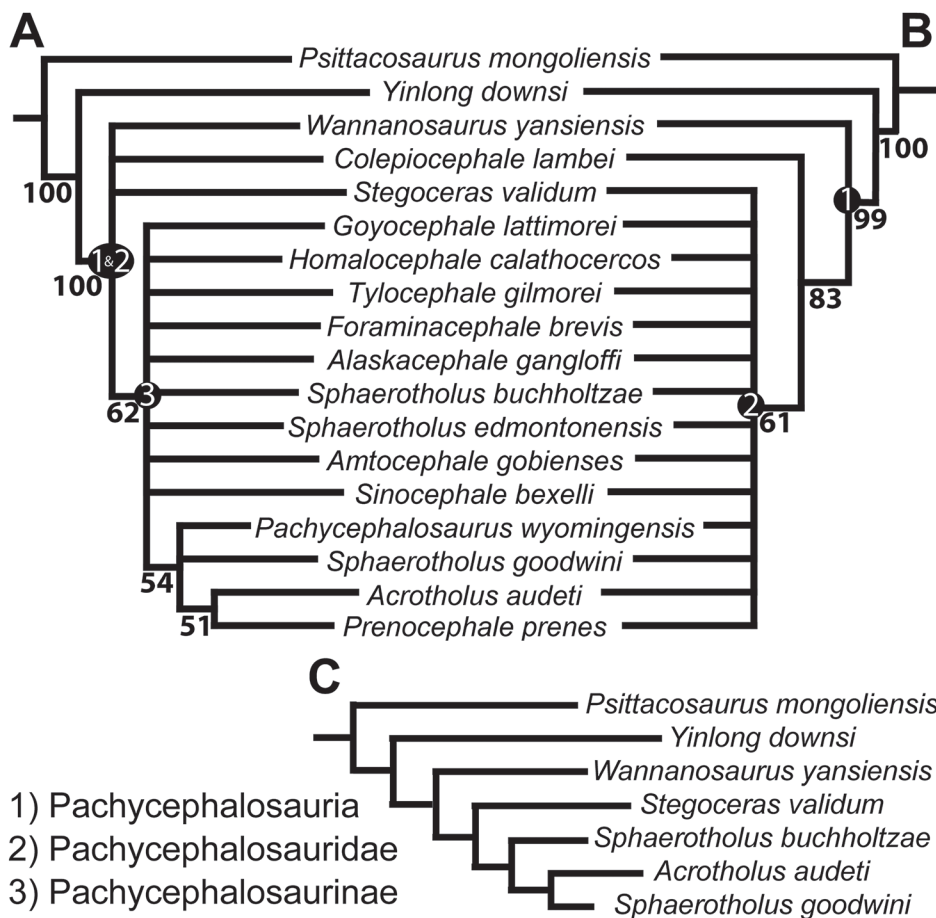 A
B
Psittacosaurus mongoliensis
Yinlong downsi
Wannanosaurus yansiensis
Colepiocephale lambei
100
Stegoceras validum
100
1
99
Goyocephale lattimorei
1&2
Homalocephale calathocercos
100
Tylocephale gilmorei
83
Foraminacephale brevis
Alaskacephale gangloffi
3
Sphaerotholus buchholtzae
2
62
61
Sphaerotholus edmontonensis
Amtocephale gobienses
Sinocephale bexelli
Pachycephalosaurus wyomingensis
Sphaerotholus goodwini
54
Acrotholus audeti
51
Prenocephale prenes
C
Psittacosaurus mongoliensis
Yinlong downsi
Wannanosaurus yansiensis
Stegoceras validum
Sphaerotholus buchholtzae
Acrotholus audeti
Sphaerotholus goodwini
1) Pachycephalosauria
2) Pachycephalosauridae
3) Pachycephalosaurinae